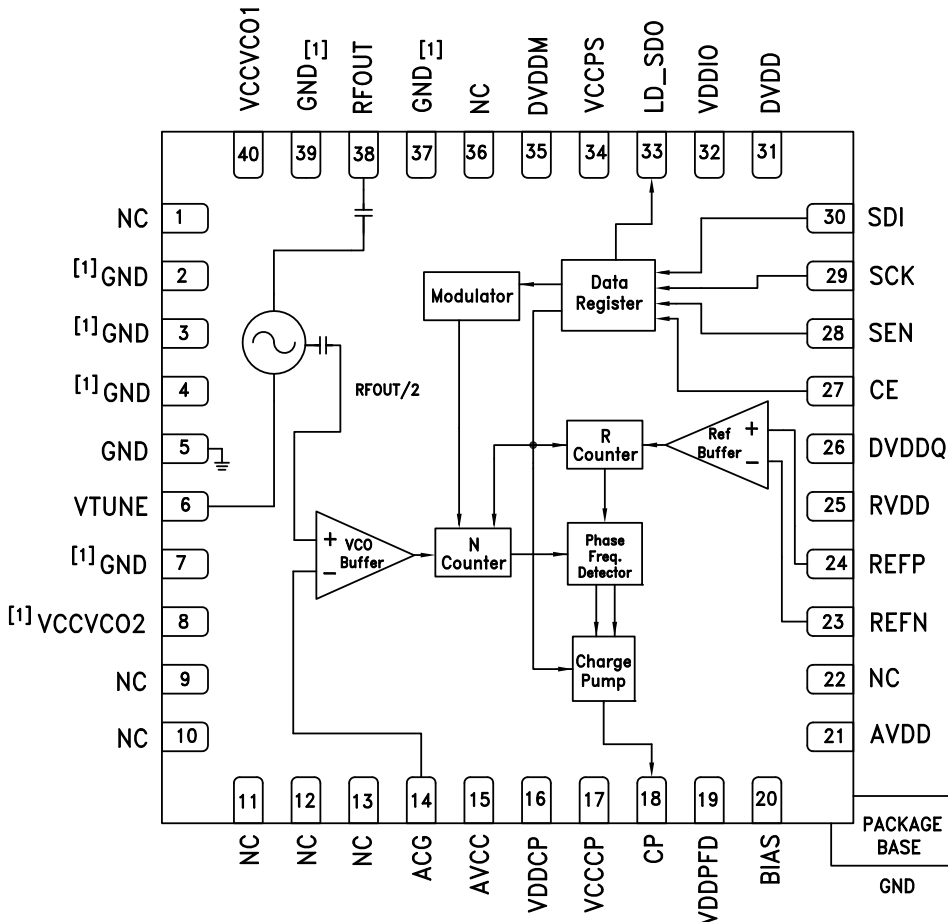 VCCVCO1
GND[1]
RFOUT
GND[1]
NC
DVDDM
VCCPS
LD_SDO
VDDIO
DVDD
40
39
38
37
36
35
34
33
32
31
NC 1
[1]GND 2
[1]GND 3
[1]GND 4
GND 5
VTUNE 6
[1]GND 7
[1]VCCVCO2 8
NC 9
NC 10
30 SDI
29 SCK
28 SEN
27 CE
26 DVDDQ
25 RVDD
24 REFP
23 REFN
22 NC
21 AVDD
Modulator
Data
Register
RFOUT/2
R
Counter
Ref
Buffer
+
−
+
−
VCO
Buffer
N
Counter
Phase
Freq.
Detector
Charge
Pump
11
12
13
14
15
16
17
18
19
20
NC
NC
NC
ACG
AVCC
VDDCP
VCCCP
CP
VDDPFD
BIAS
PACKAGE
BASE
GND